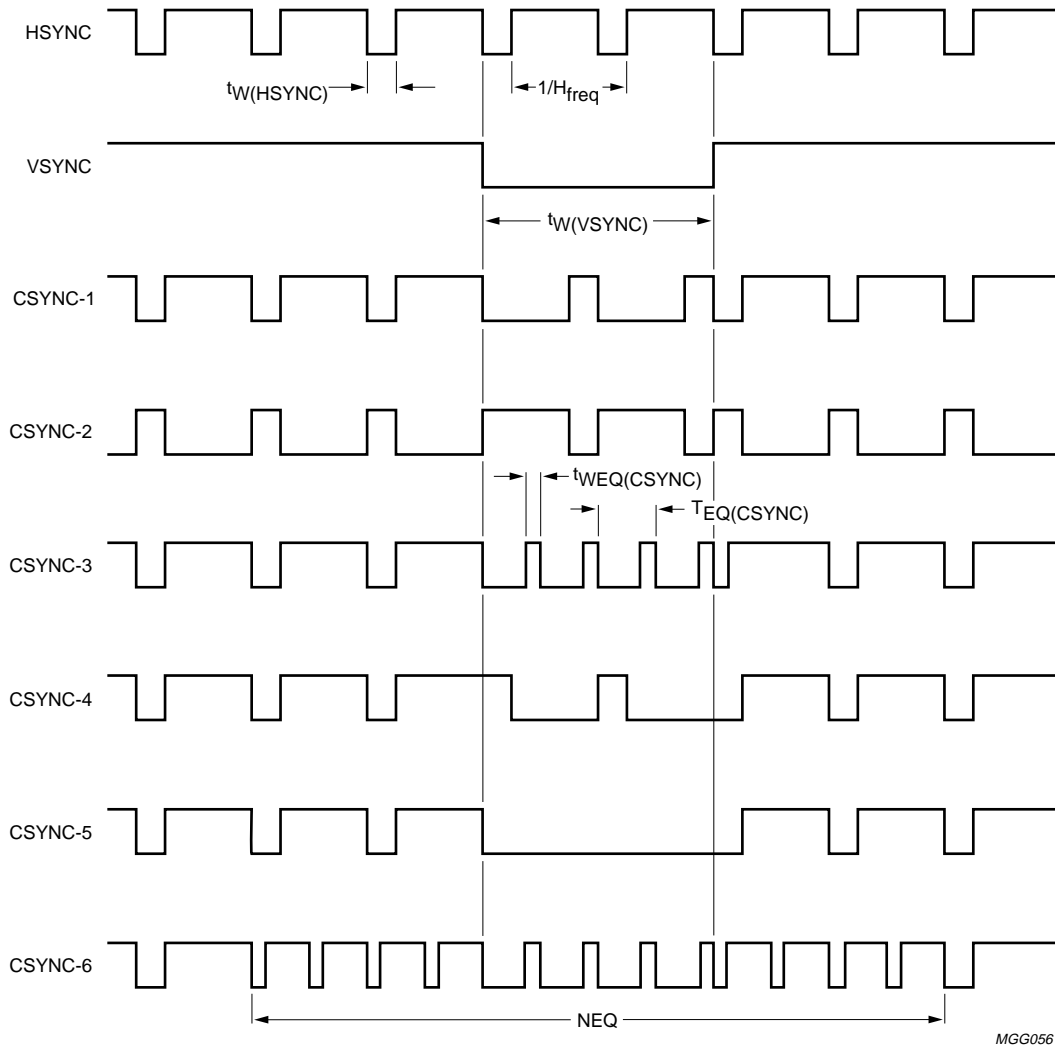 HSYNC
tW(HSYNC)
1/Hfreq
VSYNC
tW(VSYNC)
CSYNC-1
CSYNC-2
tWEQ(CSYNC)
TEQ(CSYNC)
CSYNC-3
CSYNC-4
CSYNC-5
CSYNC-6
NEQ
MGG056